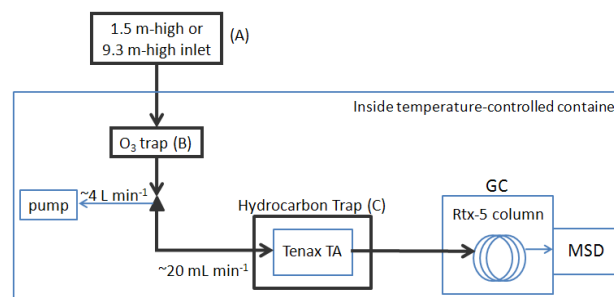 1.5 m-high or
9.3 m-high inlet
(A)
Inside temperature-controlled containe
O₃ trap (B)
~4 L min⁻¹
pump
GC
Hydrocarbon Trap (C)
Rtx-5 column
Tenax TA
MSD
~20 mL min⁻¹